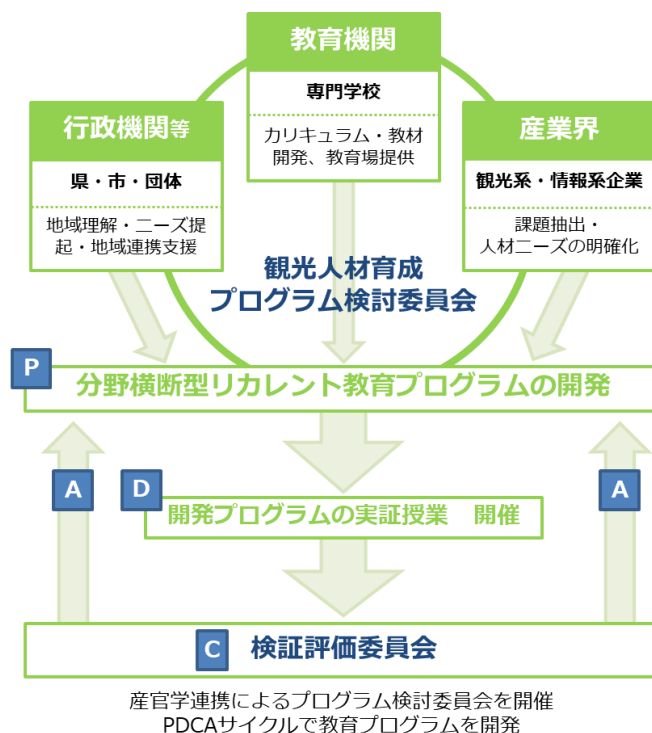 教育機関
専門学校
カリキュラム・教材
開発、教育場提供
行政機関等
県・市・団体
地域理解・ニーズ提
起・地域連携支援
産業界
観光系・情報系企業
課題抽出・
人材ニーズの明確化
観光人材育成
プログラム検討委員会
P
分野横断型リカレント教育プログラムの開発
A
D
A
開発プログラムの実証授業　開催
C 検証評価委員会
産官学連携によるプログラム検討委員会を開催
PDCAサイクルで教育プログラムを開発